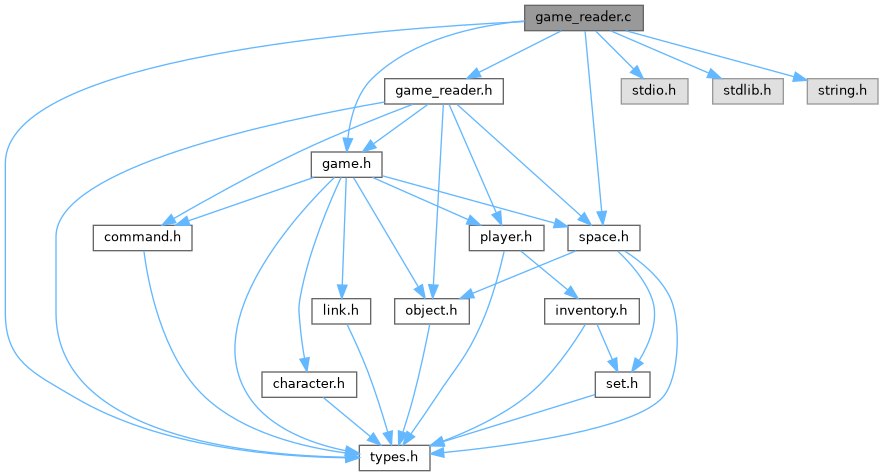 game_reader.c
game_reader.h
stdio.h
stdlib.h
string.h
game.h
command.h
player.h
space.h
link.h
object.h
inventory.h
character.h
set.h
types.h